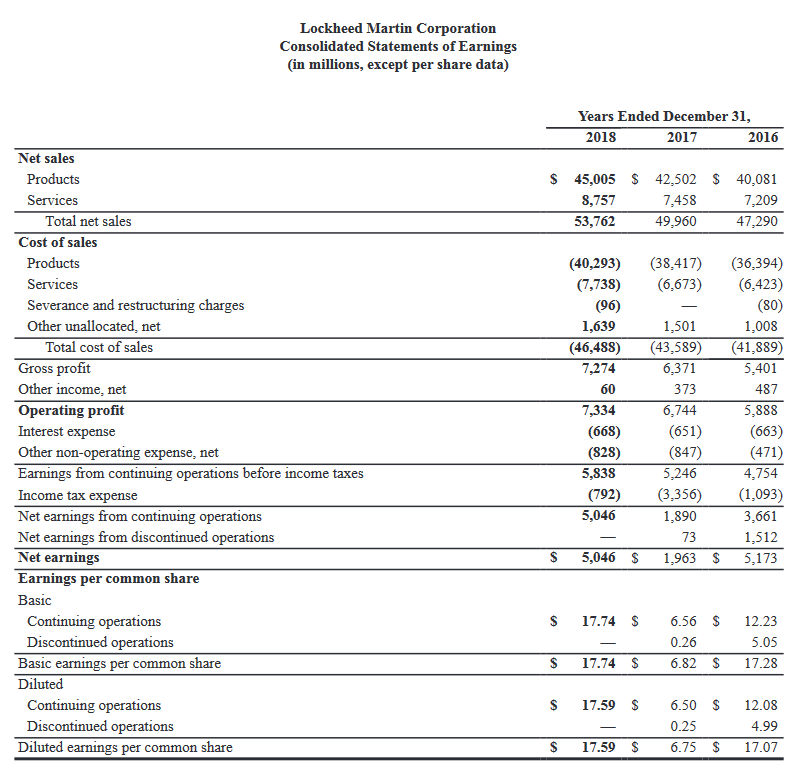 Lockheed Martin Corporation
Consolidated Statements of Earnings
(in millions, except per share data)
Years Ended December 31,
2018 2017 2016
Net sales
Products $ 45,005 $ 42,502 $ 40,081
Services 8,757 7,458 7,209
Total net sales 53,762 49,960 47,290
Cost of sales
Products (40,293) (38,417) (36,394)
Services (7,738) (6,673) (6,423)
Severance and restructuring charges (96) — (80)
Other unallocated, net 1,639 1,501 1,008
Total cost of sales (46,488) (43,589) (41,889)
Gross profit 7,274 6,371 5,401
Other income, net 60 373 487
Operating profit 7,334 6,744 5,888
Interest expense (668) (651) (663)
Other non-operating expense, net (828) (847) (471)
Earnings from continuing operations before income taxes 5,838 5,246 4,754
Income tax expense (792) (3,356) (1,093)
Net earnings from continuing operations 5,046 1,890 3,661
Net earnings from discontinued operations — 73 1,512
Net earnings $ 5,046 $ 1,963 $ 5,173
Earnings per common share
Basic
Continuing operations $ 17.74 $ 6.56 $ 12.23
Discontinued operations — 0.26 5.05
Basic earnings per common share $ 17.74 $ 6.82 $ 17.28
Diluted
Continuing operations $ 17.59 $ 6.50 $ 12.08
Discontinued operations — 0.25 4.99
Diluted earnings per common share $ 17.59 $ 6.75 $ 17.07